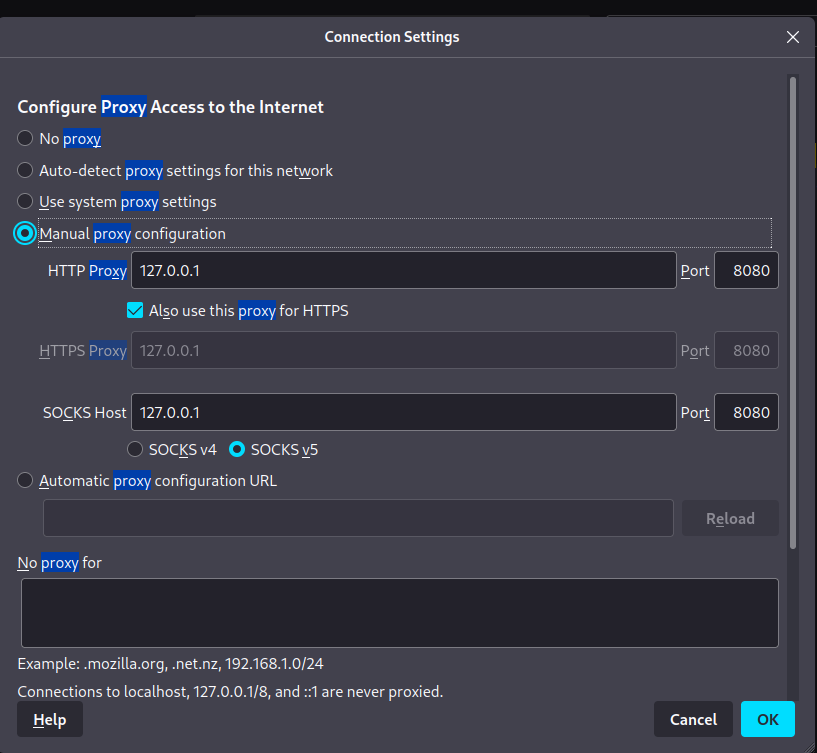 Connection Settings
Configure Proxy Access to the Internet
No proxy
Auto-detect proxy settings for this network
Use system proxy settings
Manual proxy configuration
HTTP Proxy 127.0.0.1 Port 8080
Also use this proxy for HTTPS
HTTPS Proxy 127.0.0.1 Port 8080
SOCKS Host 127.0.0.1 Port 8080
SOCKS v4 SOCKS v5
Automatic proxy configuration URL
Reload
No proxy for
Example: .mozilla.org, .net.nz, 192.168.1.0/24
Connections to localhost, 127.0.0.1/8, and ::1 are never proxied.
Help Cancel OK